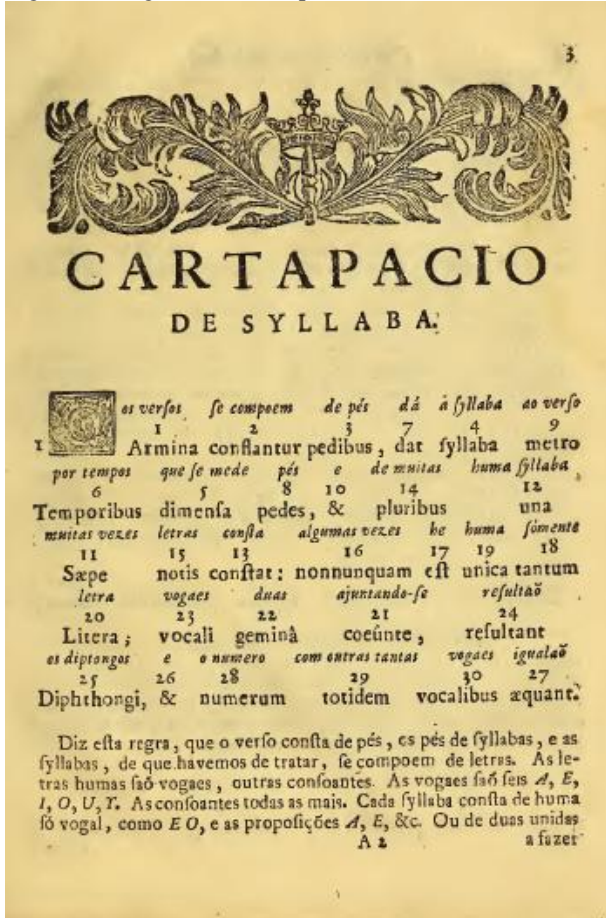 3
CARTAPACIO
DE SYLLABA.
os versos ſe compoem de pés dá á ſyllaba ao verſo
1 2 3 7 4 9
1 CArmina conſtantur pedibus, dat ſyllaba metro
por tempos que ſe mede pés e de muitas huma ſyllaba
6 5 8 10 14 12
Temporibus dimenſa pedes, & pluribus una
muitas vezes letras conſta algumas vezes he huma ſómente
11 15 13 16 17 19 18
Sæpe notis conſtat: nonnunquam eſt unica tantum
letra vogaes duas ajuntando-ſe reſultaõ
20 23 22 21 24
Litera; vocali geminâ coeúnte, reſultant
os diptongos e o numero com outras tantas vogaes igualaõ
25 26 28 29 30 27
Diphthongi, & numerum totidem vocalibus æquant.
Diz eſta regra, que o verſo conſta de pés, os pés de ſyllabas, e as
ſyllabas, de que havemos de tratar, ſe compoem de letras. As le-
tras humas ſaõ vogaes, outras conſoantes. As vogaes ſaõ ſeis A, E,
I, O, U, Y. As conſoantes todas as mais. Cada ſyllaba conſta de huma
ſó vogal, como E O, e as propoſições A, E, &c. Ou de duas unidas
A 2 a fazer